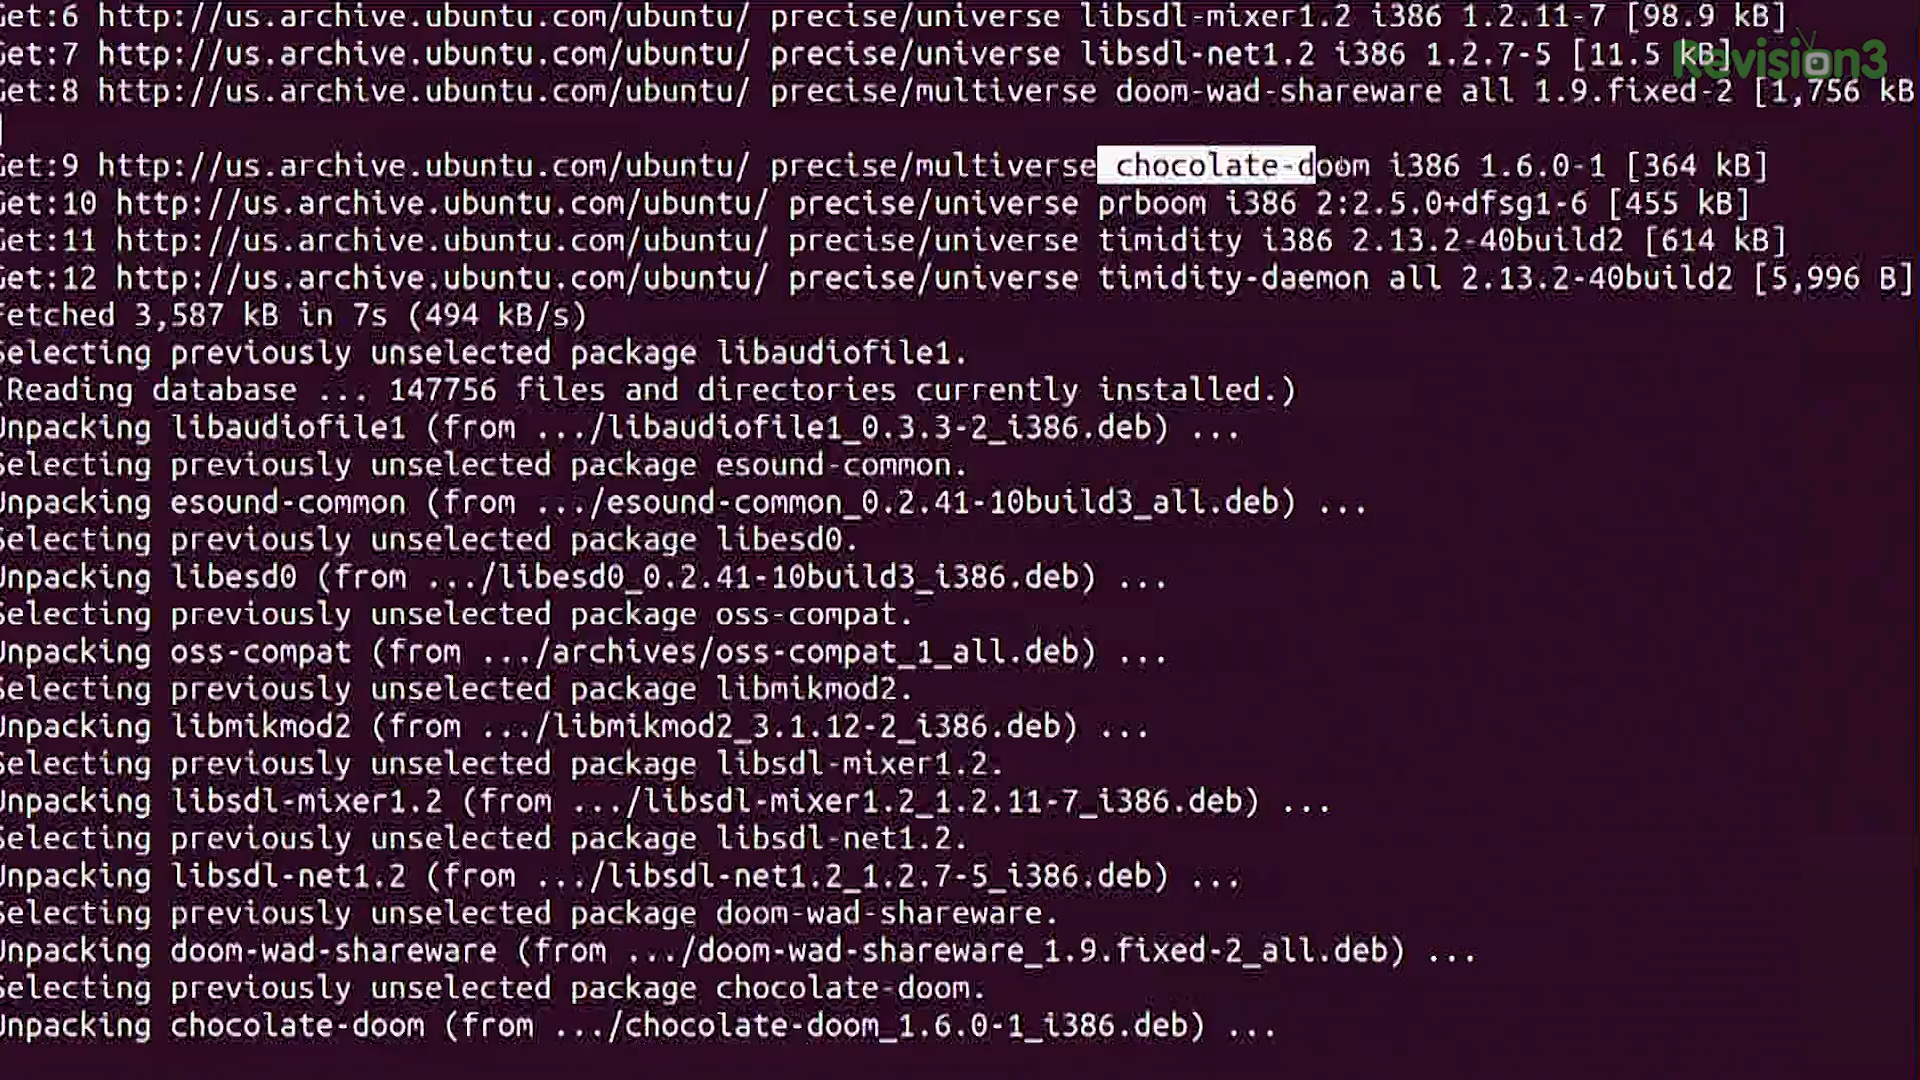 Get:6 http://us.archive.ubuntu.com/ubuntu/ precise/universe libsdl-mixer1.2 i386 1.2.11-7 [98.9 kB]
Get:7 http://us.archive.ubuntu.com/ubuntu/ precise/universe libsdl-net1.2 i386 1.2.7-5 [11.5 kB]
Revision3
Get:8 http://us.archive.ubuntu.com/ubuntu/ precise/multiverse doom-wad-shareware all 1.9.fixed-2 [1,756 kB
]
Get:9 http://us.archive.ubuntu.com/ubuntu/ precise/multiverse chocolate-doom i386 1.6.0-1 [364 kB]
Get:10 http://us.archive.ubuntu.com/ubuntu/ precise/universe prboom i386 2:2.5.0+dfsg1-6 [455 kB]
Get:11 http://us.archive.ubuntu.com/ubuntu/ precise/universe timidity i386 2.13.2-40build2 [614 kB]
Get:12 http://us.archive.ubuntu.com/ubuntu/ precise/universe timidity-daemon all 2.13.2-40build2 [5,996 B]
Fetched 3,587 kB in 7s (494 kB/s)
Selecting previously unselected package libaudiofile1.
(Reading database ... 147756 files and directories currently installed.)
Unpacking libaudiofile1 (from .../libaudiofile1_0.3.3-2_i386.deb) ...
Selecting previously unselected package esound-common.
Unpacking esound-common (from .../esound-common_0.2.41-10build3_all.deb) ...
Selecting previously unselected package libesd0.
Unpacking libesd0 (from .../libesd0_0.2.41-10build3_i386.deb) ...
Selecting previously unselected package oss-compat.
Unpacking oss-compat (from .../archives/oss-compat_1_all.deb) ...
Selecting previously unselected package libmikmod2.
Unpacking libmikmod2 (from .../libmikmod2_3.1.12-2_i386.deb) ...
Selecting previously unselected package libsdl-mixer1.2.
Unpacking libsdl-mixer1.2 (from .../libsdl-mixer1.2_1.2.11-7_i386.deb) ...
Selecting previously unselected package libsdl-net1.2.
Unpacking libsdl-net1.2 (from .../libsdl-net1.2_1.2.7-5_i386.deb) ...
Selecting previously unselected package doom-wad-shareware.
Unpacking doom-wad-shareware (from .../doom-wad-shareware_1.9.fixed-2_all.deb) ...
Selecting previously unselected package chocolate-doom.
Unpacking chocolate-doom (from .../chocolate-doom_1.6.0-1_i386.deb) ...